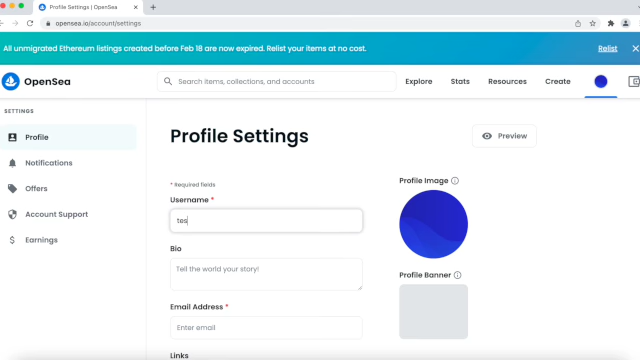 Profile Settings | OpenSea
opensea.io/account/settings
All unmigrated Ethereum listings created before Feb 18 are now expired. Relist your items at no cost.
Relist
OpenSea
Search items, collections, and accounts
Explore
Stats
Resources
Create
SETTINGS
Profile
Notifications
Offers
Account Support
Earnings
Profile Settings
Preview
* Required fields
Username *
tes
Bio
Tell the world your story!
Email Address *
Enter email
Links
Profile Image
Profile Banner